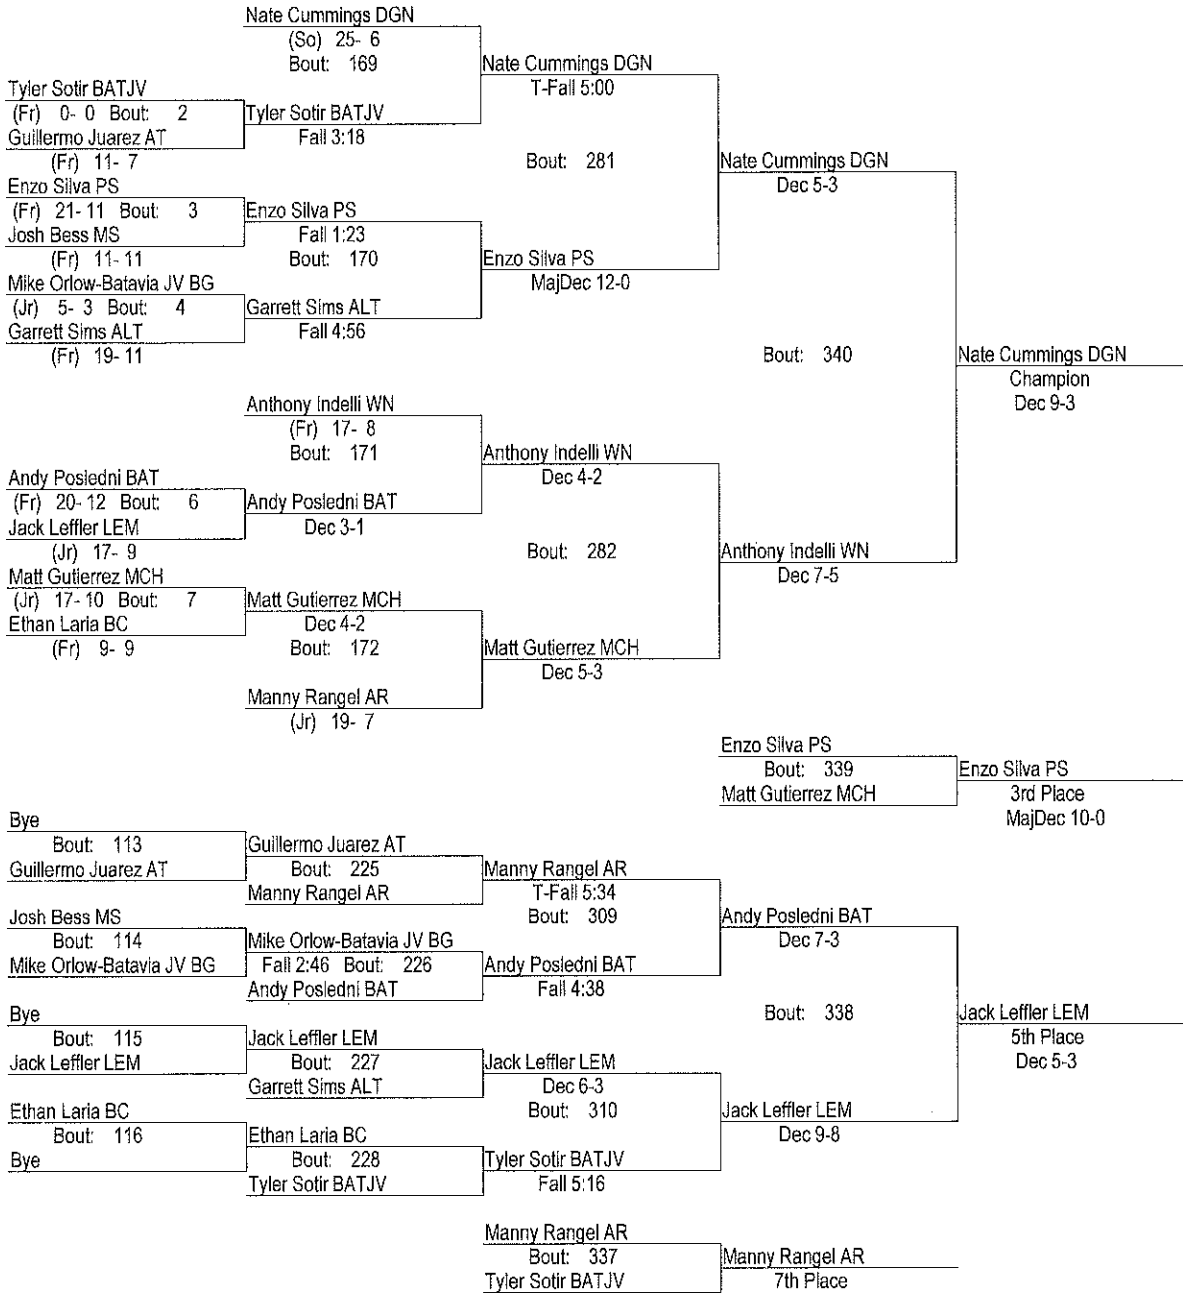 Nate Cummings DGN
(So) 25- 6
Bout: 169
Nate Cummings DGN
T-Fall 5:00
Tyler Sotir BATJV
(Fr) 0- 0 Bout: 2
Tyler Sotir BATJV
Guillermo Juarez AT
Fall 3:18
(Fr) 11- 7
Bout: 281
Nate Cummings DGN
Dec 5-3
Enzo Silva PS
(Fr) 21- 11 Bout: 3
Enzo Silva PS
Josh Bess MS
Fall 1:23
(Fr) 11- 11
Bout: 170
Enzo Silva PS
MajDec 12-0
Mike Orlow-Batavia JV BG
(Jr) 5- 3 Bout: 4
Garrett Sims ALT
Garrett Sims ALT
Fall 4:56
(Fr) 19- 11
Bout: 340
Nate Cummings DGN
Champion
Dec 9-3
Anthony Indelli WN
(Fr) 17- 8
Bout: 171
Anthony Indelli WN
Dec 4-2
Andy Posledni BAT
(Fr) 20- 12 Bout: 6
Andy Posledni BAT
Jack Leffler LEM
Dec 3-1
(Jr) 17- 9
Bout: 282
Anthony Indelli WN
Dec 7-5
Matt Gutierrez MCH
(Jr) 17- 10 Bout: 7
Matt Gutierrez MCH
Ethan Laria BC
Dec 4-2
(Fr) 9- 9
Bout: 172
Matt Gutierrez MCH
Dec 5-3
Manny Rangel AR
(Jr) 19- 7
Enzo Silva PS
Bout: 339
Enzo Silva PS
Matt Gutierrez MCH
3rd Place
MajDec 10-0
Bye
Bout: 113
Guillermo Juarez AT
Guillermo Juarez AT
Bout: 225
Manny Rangel AR
Manny Rangel AR
T-Fall 5:34
Bout: 309
Andy Posledni BAT
Dec 7-3
Josh Bess MS
Bout: 114
Mike Orlow-Batavia JV BG
Mike Orlow-Batavia JV BG
Fall 2:46 Bout: 226
Andy Posledni BAT
Andy Posledni BAT
Fall 4:38
Bout: 338
Jack Leffler LEM
5th Place
Dec 5-3
Bye
Bout: 115
Jack Leffler LEM
Jack Leffler LEM
Bout: 227
Jack Leffler LEM
Garrett Sims ALT
Dec 6-3
Bout: 310
Jack Leffler LEM
Dec 9-8
Ethan Laria BC
Bout: 116
Ethan Laria BC
Bye
Bout: 228
Tyler Sotir BATJV
Tyler Sotir BATJV
Fall 5:16
Manny Rangel AR
Bout: 337
Manny Rangel AR
Tyler Sotir BATJV
7th Place